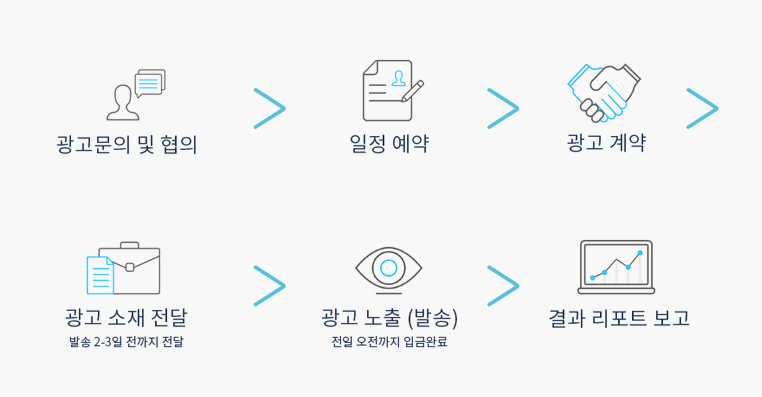 광고문의 및 협의
일정 예약
광고 계약
광고 소재 전달
발송 2-3일 전까지 전달
광고 노출 (발송)
전일 오전까지 입금완료
결과 리포트 보고